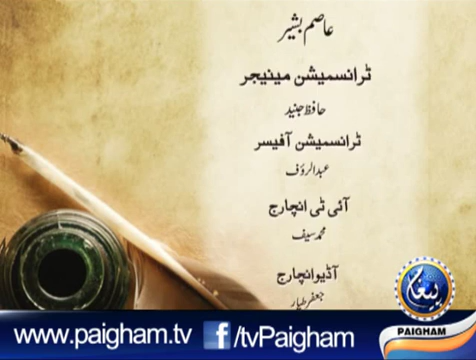 عاصم بشیر
ٹرانسمیشن مینیجر
حافظ جنید
ٹرانسمیشن آفیسر
عبدالرؤف
آئی ٹی انچارج
محمد سیف
آڈیو انچارج
جعفر طیار
پیغام
www.paigham.tv f/tvPaigham
PAIGHAM